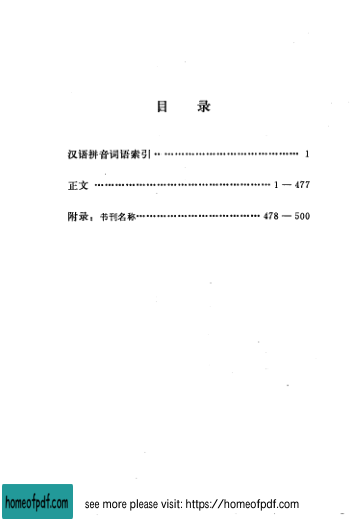 目 录
汉语拼音词语索引 ………………………………… 1
正文 ……………………………………………… 1—477
附录：书刊名称……………………………… 478—500
homeofpdf.com
see more please visit: https://homeofpdf.com